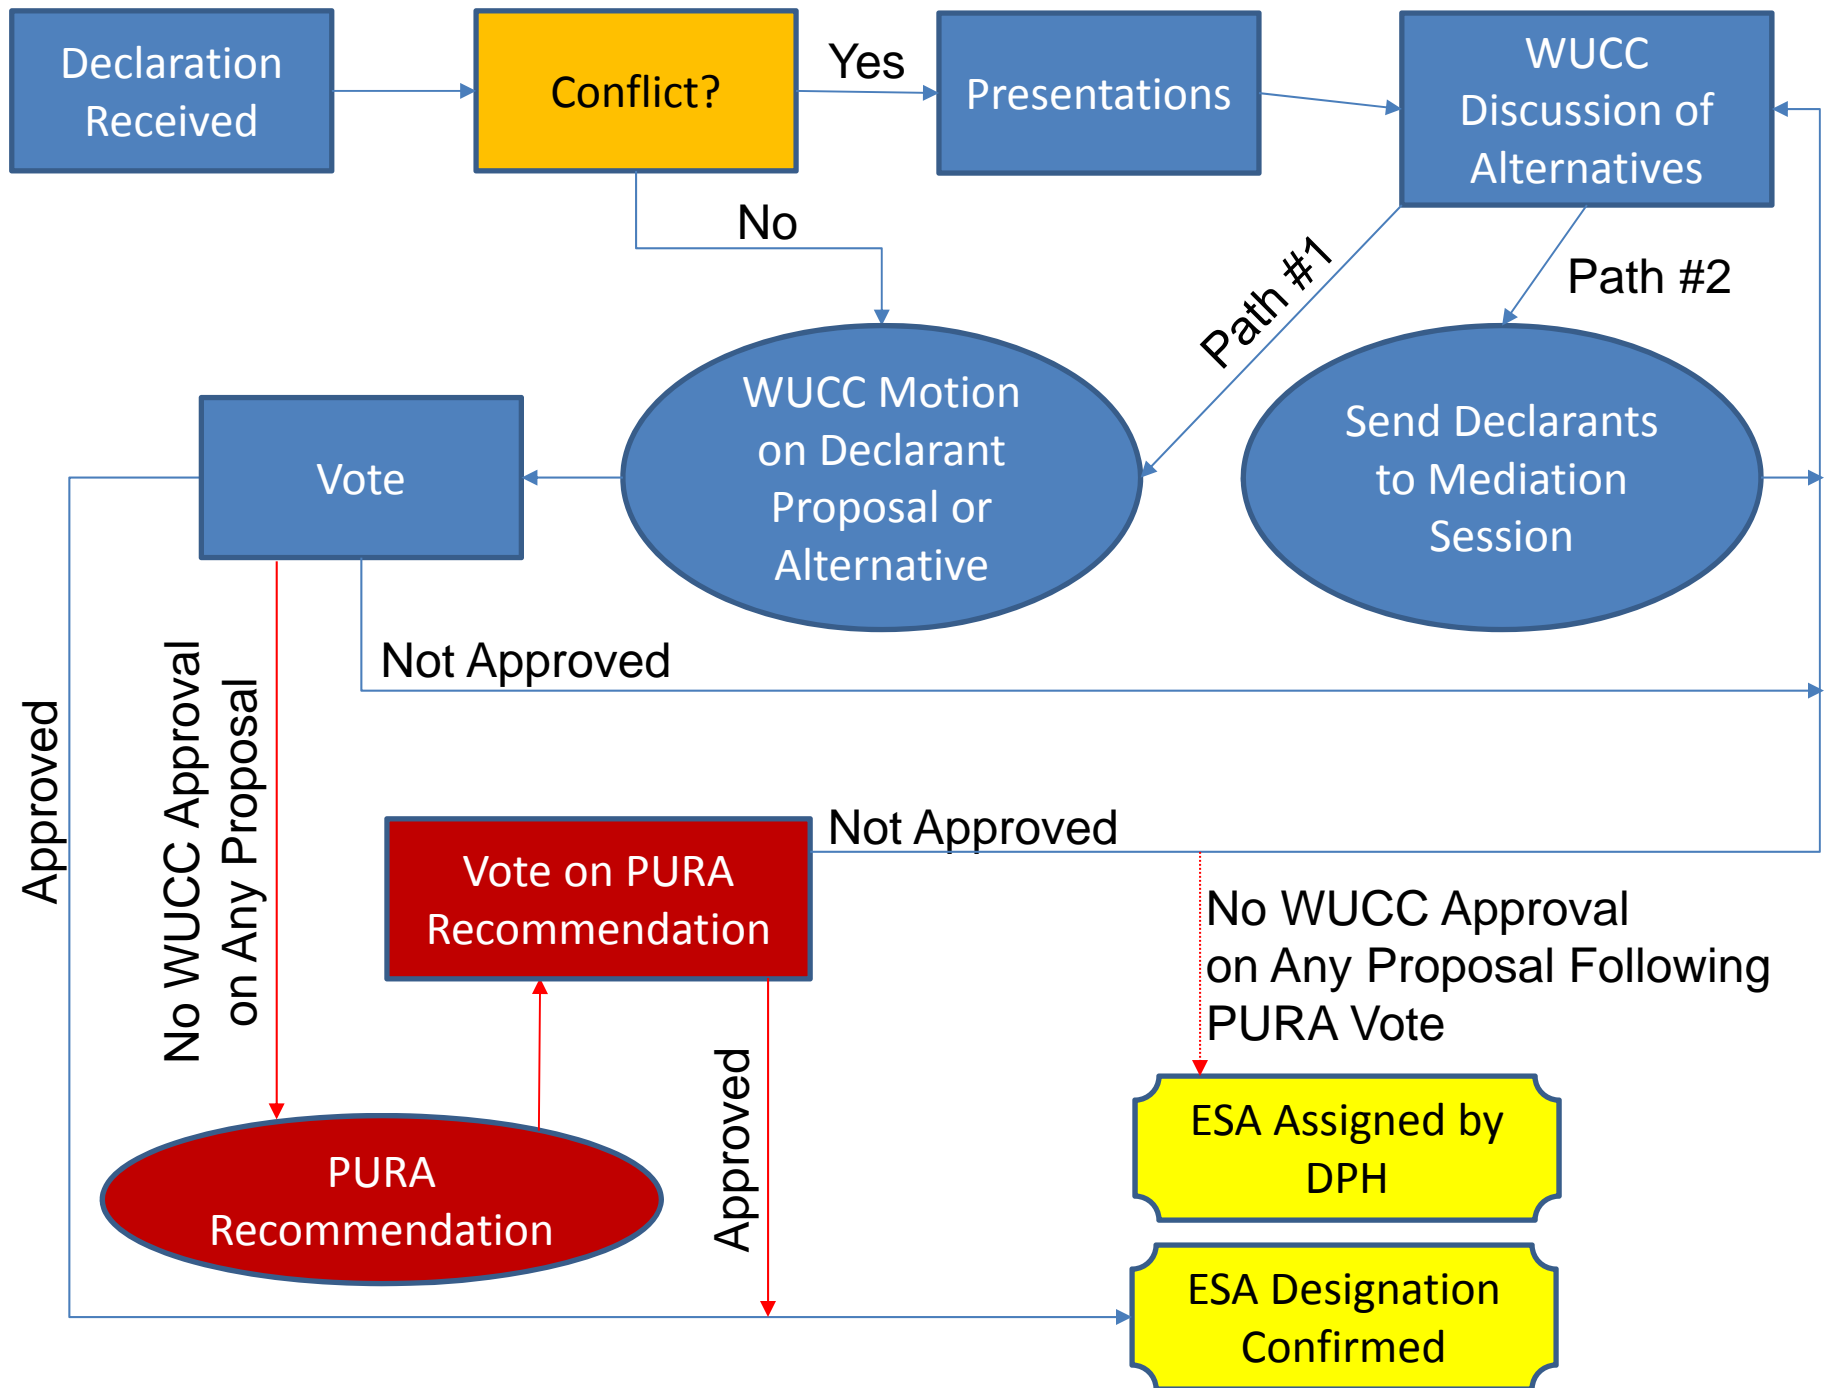 Declaration
Received
Conflict?
Yes
Presentations
WUCC
Discussion of
Alternatives
No
Path #1
Path #2
Vote
WUCC Motion
on Declarant
Proposal or
Alternative
Send Declarants
to Mediation
Session
Not Approved
Approved
No WUCC Approval
on Any Proposal
Vote on PURA
Recommendation
Not Approved
No WUCC Approval
on Any Proposal Following
PURA Vote
Approved
PURA
Recommendation
ESA Assigned by
DPH
ESA Designation
Confirmed